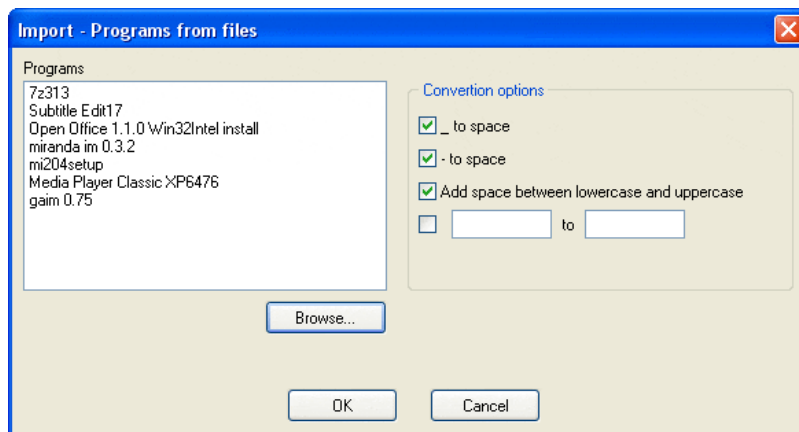 Import - Programs from files
Programs
7z313
Subtitle Edit17
Open Office 1.1.0 Win32Intel install
miranda im 0.3.2
mi204setup
Media Player Classic XP6476
gaim 0.75
Convertion options
_ to space
- to space
Add space between lowercase and uppercase
to
Browse...
OK
Cancel